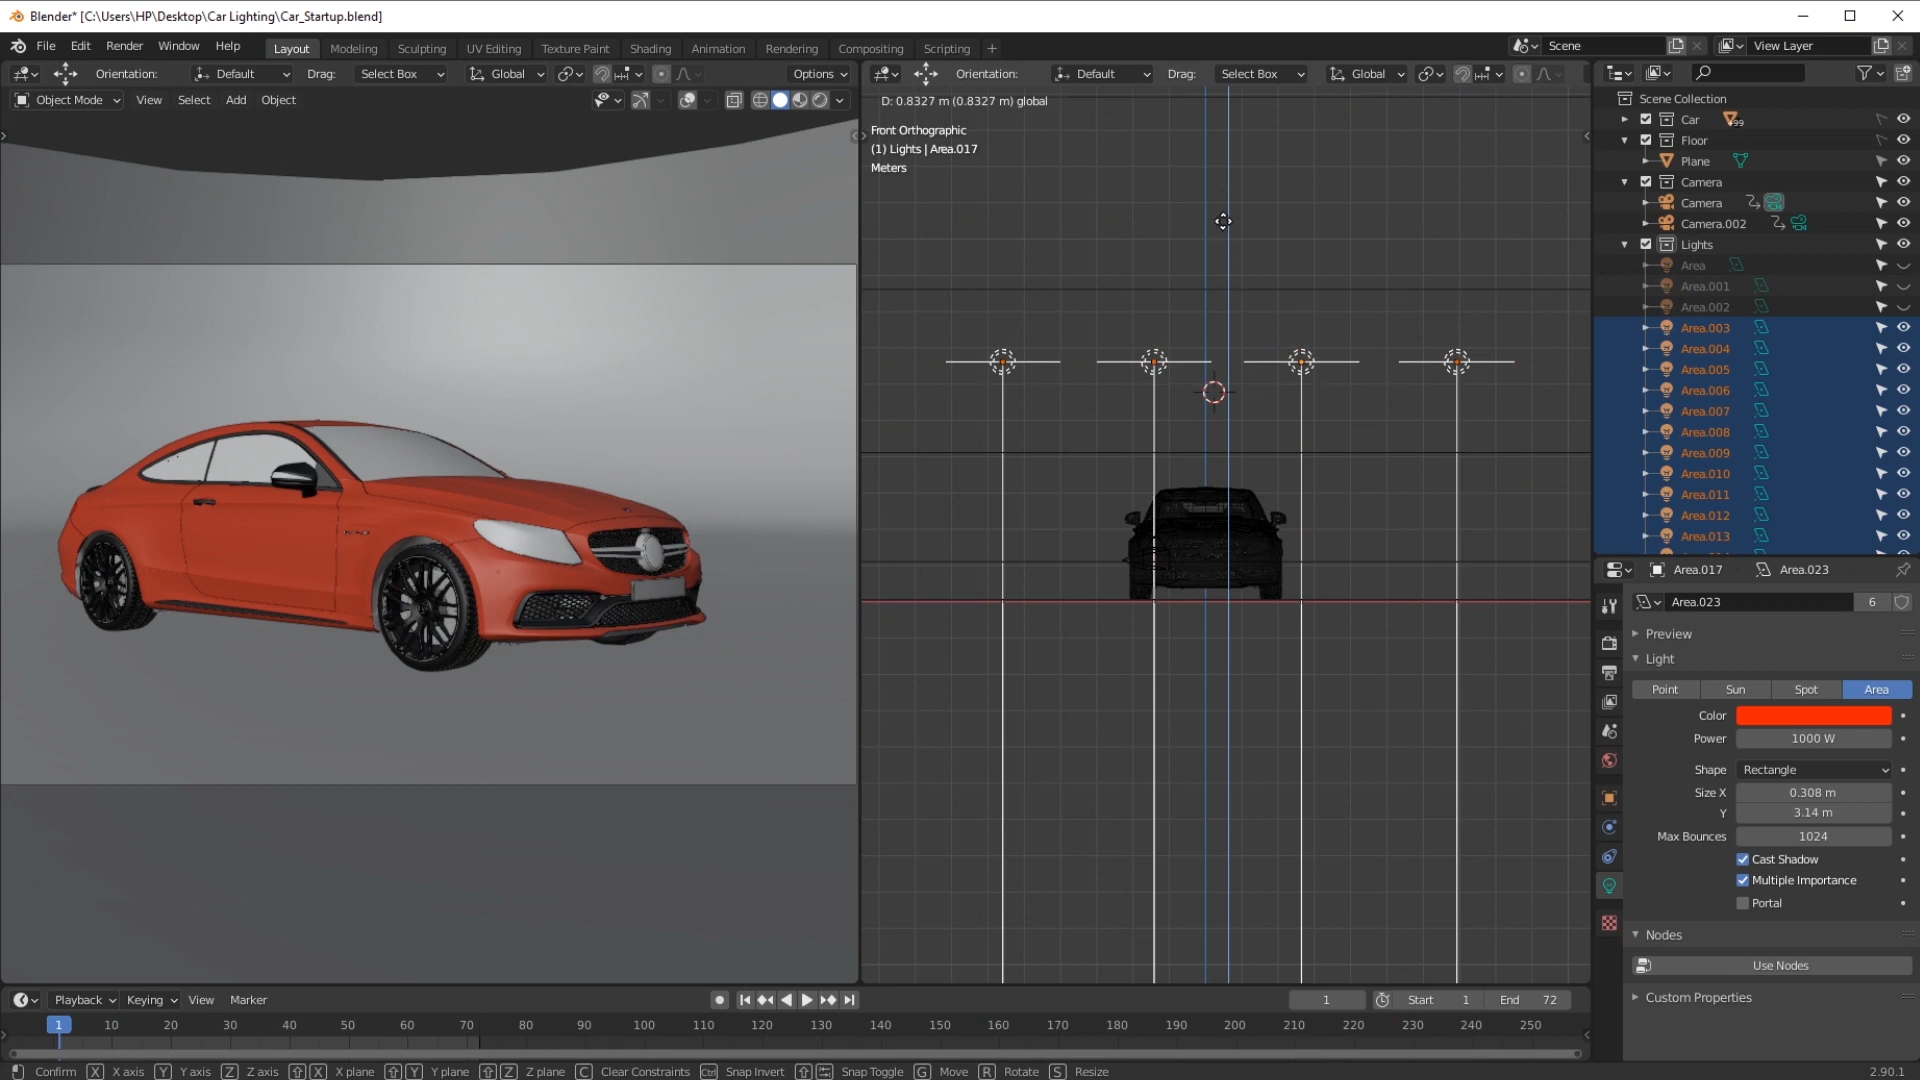 Blender* [C:\Users\HP\Desktop\Car Lighting\Car_Startup.blend]
File Edit Render Window Help Layout Modeling Sculpting UV Editing Texture Paint Shading Animation Rendering Compositing Scripting + Scene View Layer
Orientation: Default Drag: Select Box Global Options
Orientation: Default Drag: Select Box Global
Object Mode View Select Add Object
D: 0.8327 m (0.8327 m) global
Front Orthographic
(1) Lights | Area.017
Meters
Scene Collection
Car 99
Floor
Plane
Camera
Camera
Camera.002
Lights
Area
Area.001
Area.002
Area.003
Area.004
Area.005
Area.006
Area.007
Area.008
Area.009
Area.010
Area.011
Area.012
Area.013
Area.017 Area.023
Area.023 6
Preview
Light
Point Sun Spot Area
Color
Power 1000 W
Shape Rectangle
Size X 0.308 m
Y 3.14 m
Max Bounces 1024
Cast Shadow
Multiple Importance
Portal
Nodes
Use Nodes
Custom Properties
Playback Keying View Marker 1 Start 1 End 72
1 10 20 30 40 50 60 70 80 90 100 110 120 130 140 150 160 170 180 190 200 210 220 230 240 250
Confirm X X axis Y Y axis Z Z axis X X plane Y Y plane Z Z plane C Clear Constraints Ctrl Snap Invert Snap Toggle G Move R Rotate S Resize 2.90.1